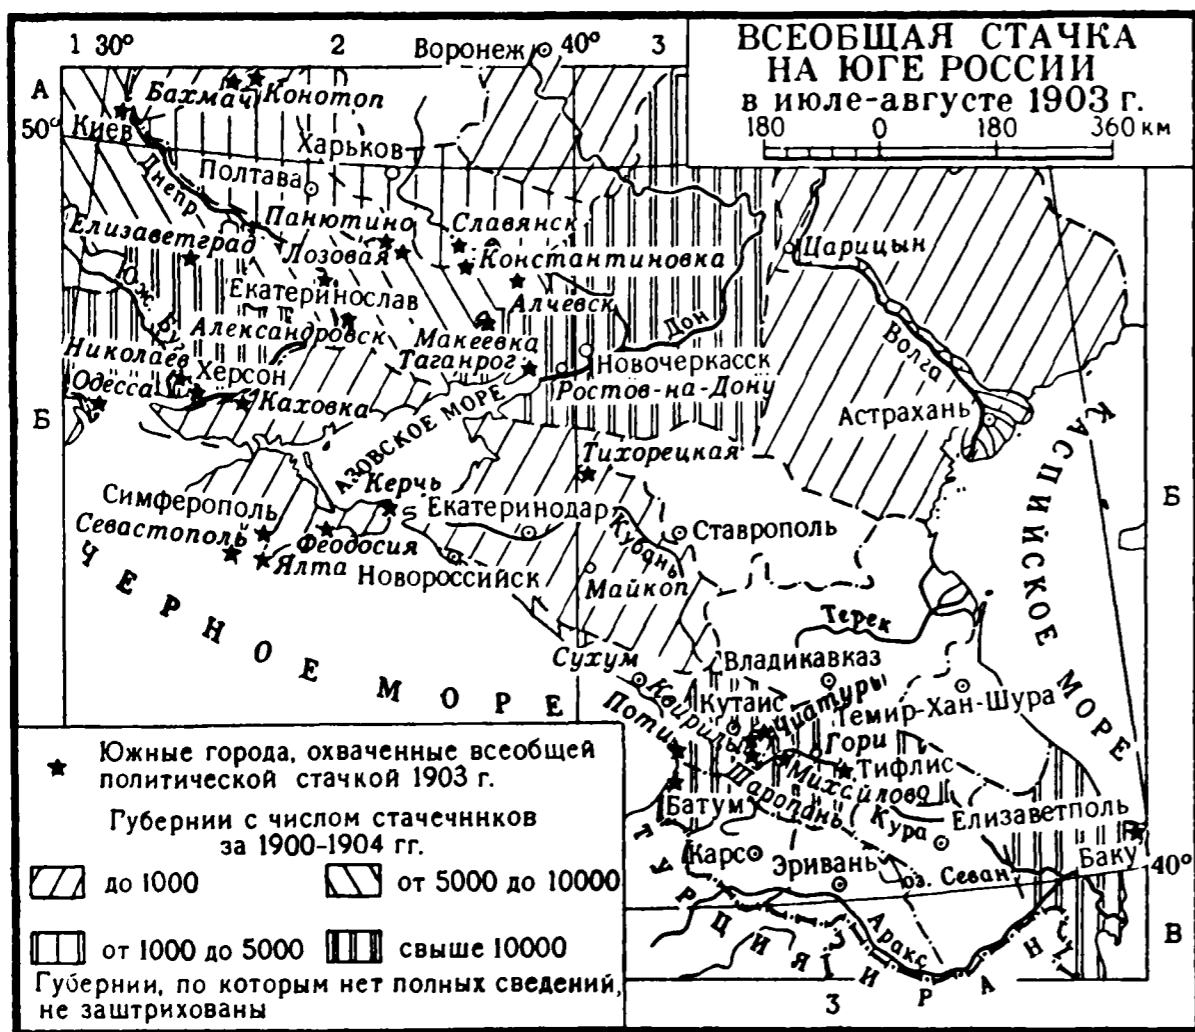 ВСЕОБЩАЯ СТАЧКА
НА ЮГЕ РОССИИ
в июле-августе 1903 г.
180 0 180 360 км
1 30° 2 40° 3
А
50°
Б
Воронеж
Бахмач
Конотоп
Киев
Харьков
Полтава
Днепр
Панютино
Славянск
Елизаветград
Лозовая
Константиновка
Царицын
Юж. Буг
Екатеринослав
Алчевск
Дон
Александровск
Макеевка
Волга
Николаев
Таганрог
Новочеркасск
Херсон
Одесса
Каховка
Ростов-на-Дону
Астрахань
АЗОВСКОЕ МОРЕ
Тихорецкая
КАСПИЙСКОЕ МОРЕ
Керчь
Симферополь
Екатеринодар
Севастополь
Феодосия
Кубань
Ставрополь
Б
Ялта
Новороссийск
Майкоп
ЧЕРНОЕ МОРЕ
Терек
Сухум
Владикавказ
Квирилы
Кутаис
Чиатуры
Темир-Хан-Шура
Поти
Гори
Шаропань
Михайлово
Тифлис
Батум
Кура
Елизаветполь
Карс
Эривань
оз. Севан
Баку
40°
Аракс
ТУРЦИЯ
ИРАН
В
3
Южные города, охваченные всеобщей
политической стачкой 1903 г.
Губернии с числом стачечннков
за 1900-1904 гг.
до 1000
от 5000 до 10000
от 1000 до 5000
свыше 10000
Губернии, по которым нет полных сведений,
не заштрихованы